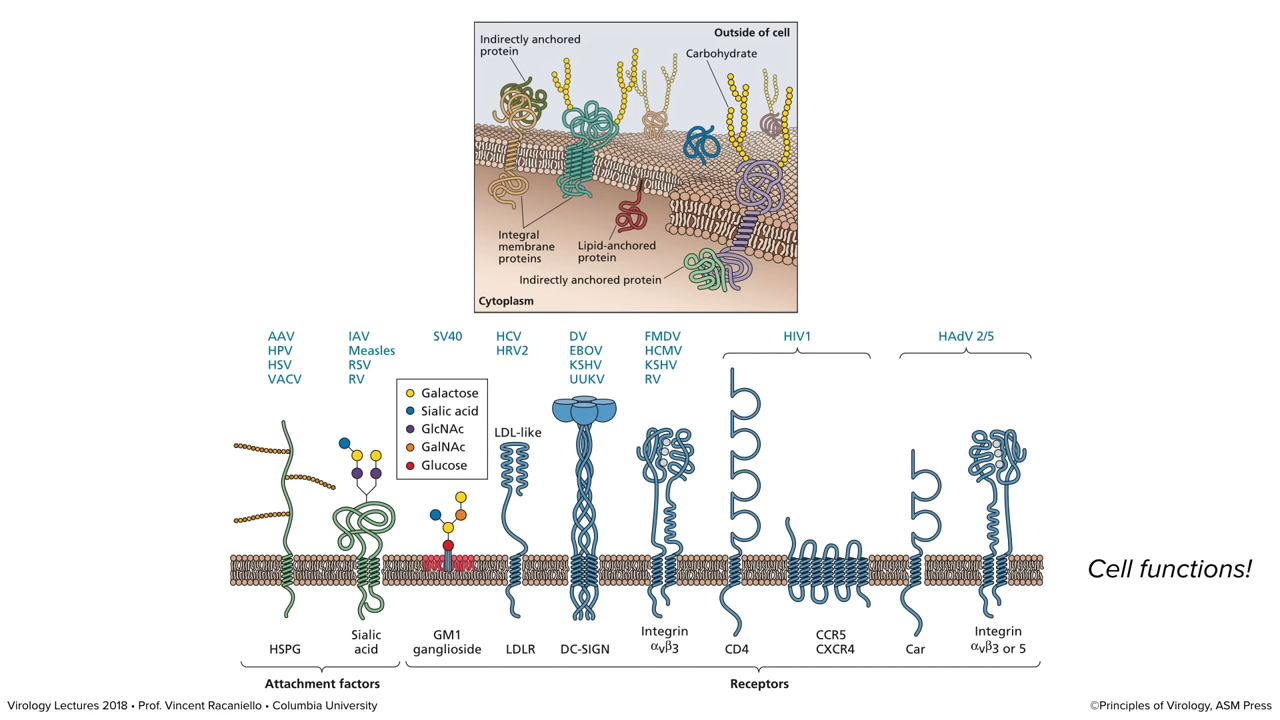 Outside of cell
Indirectly anchored
protein
Carbohydrate
Integral
membrane
proteins
Lipid-anchored
protein
Indirectly anchored protein
Cytoplasm
AAV
HPV
HSV
VACV
IAV
Measles
RSV
RV
SV40
HCV
HRV2
DV
EBOV
KSHV
UUKV
FMDV
HCMV
KSHV
RV
HIV1
HAdV 2/5
Galactose
Sialic acid
GlcNAc
GalNAc
Glucose
LDL-like
Cell functions!
HSPG
Sialic
acid
GM1
ganglioside
LDLR
DC-SIGN
Integrin
αvβ3
CD4
CCR5
CXCR4
Car
Integrin
αvβ3 or 5
Attachment factors
Receptors
Virology Lectures 2018 • Prof. Vincent Racaniello • Columbia University
©Principles of Virology, ASM Press